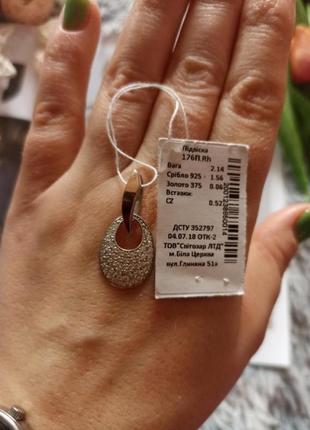 Підвіска
176П.Rh
Вага 2.14
Срібло 925 - 1.56
Золото 375 0.06
Вставки:
CZ 0.52
ДСТУ 352797
04.07.18 ОТК-2
ТОВ"Світозар ЛТД"
м.Біла Церква
вул.Глиняна 51а